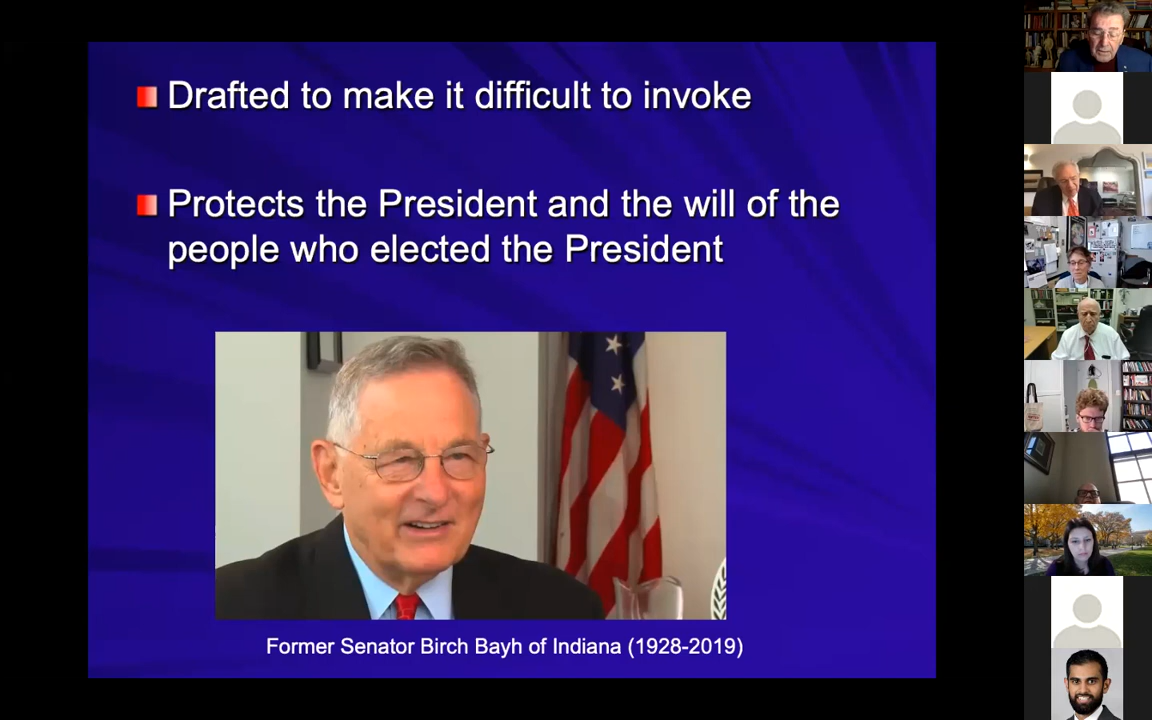 Drafted to make it difficult to invoke
Protects the President and the will of the
people who elected the President
Former Senator Birch Bayh of Indiana (1928-2019)